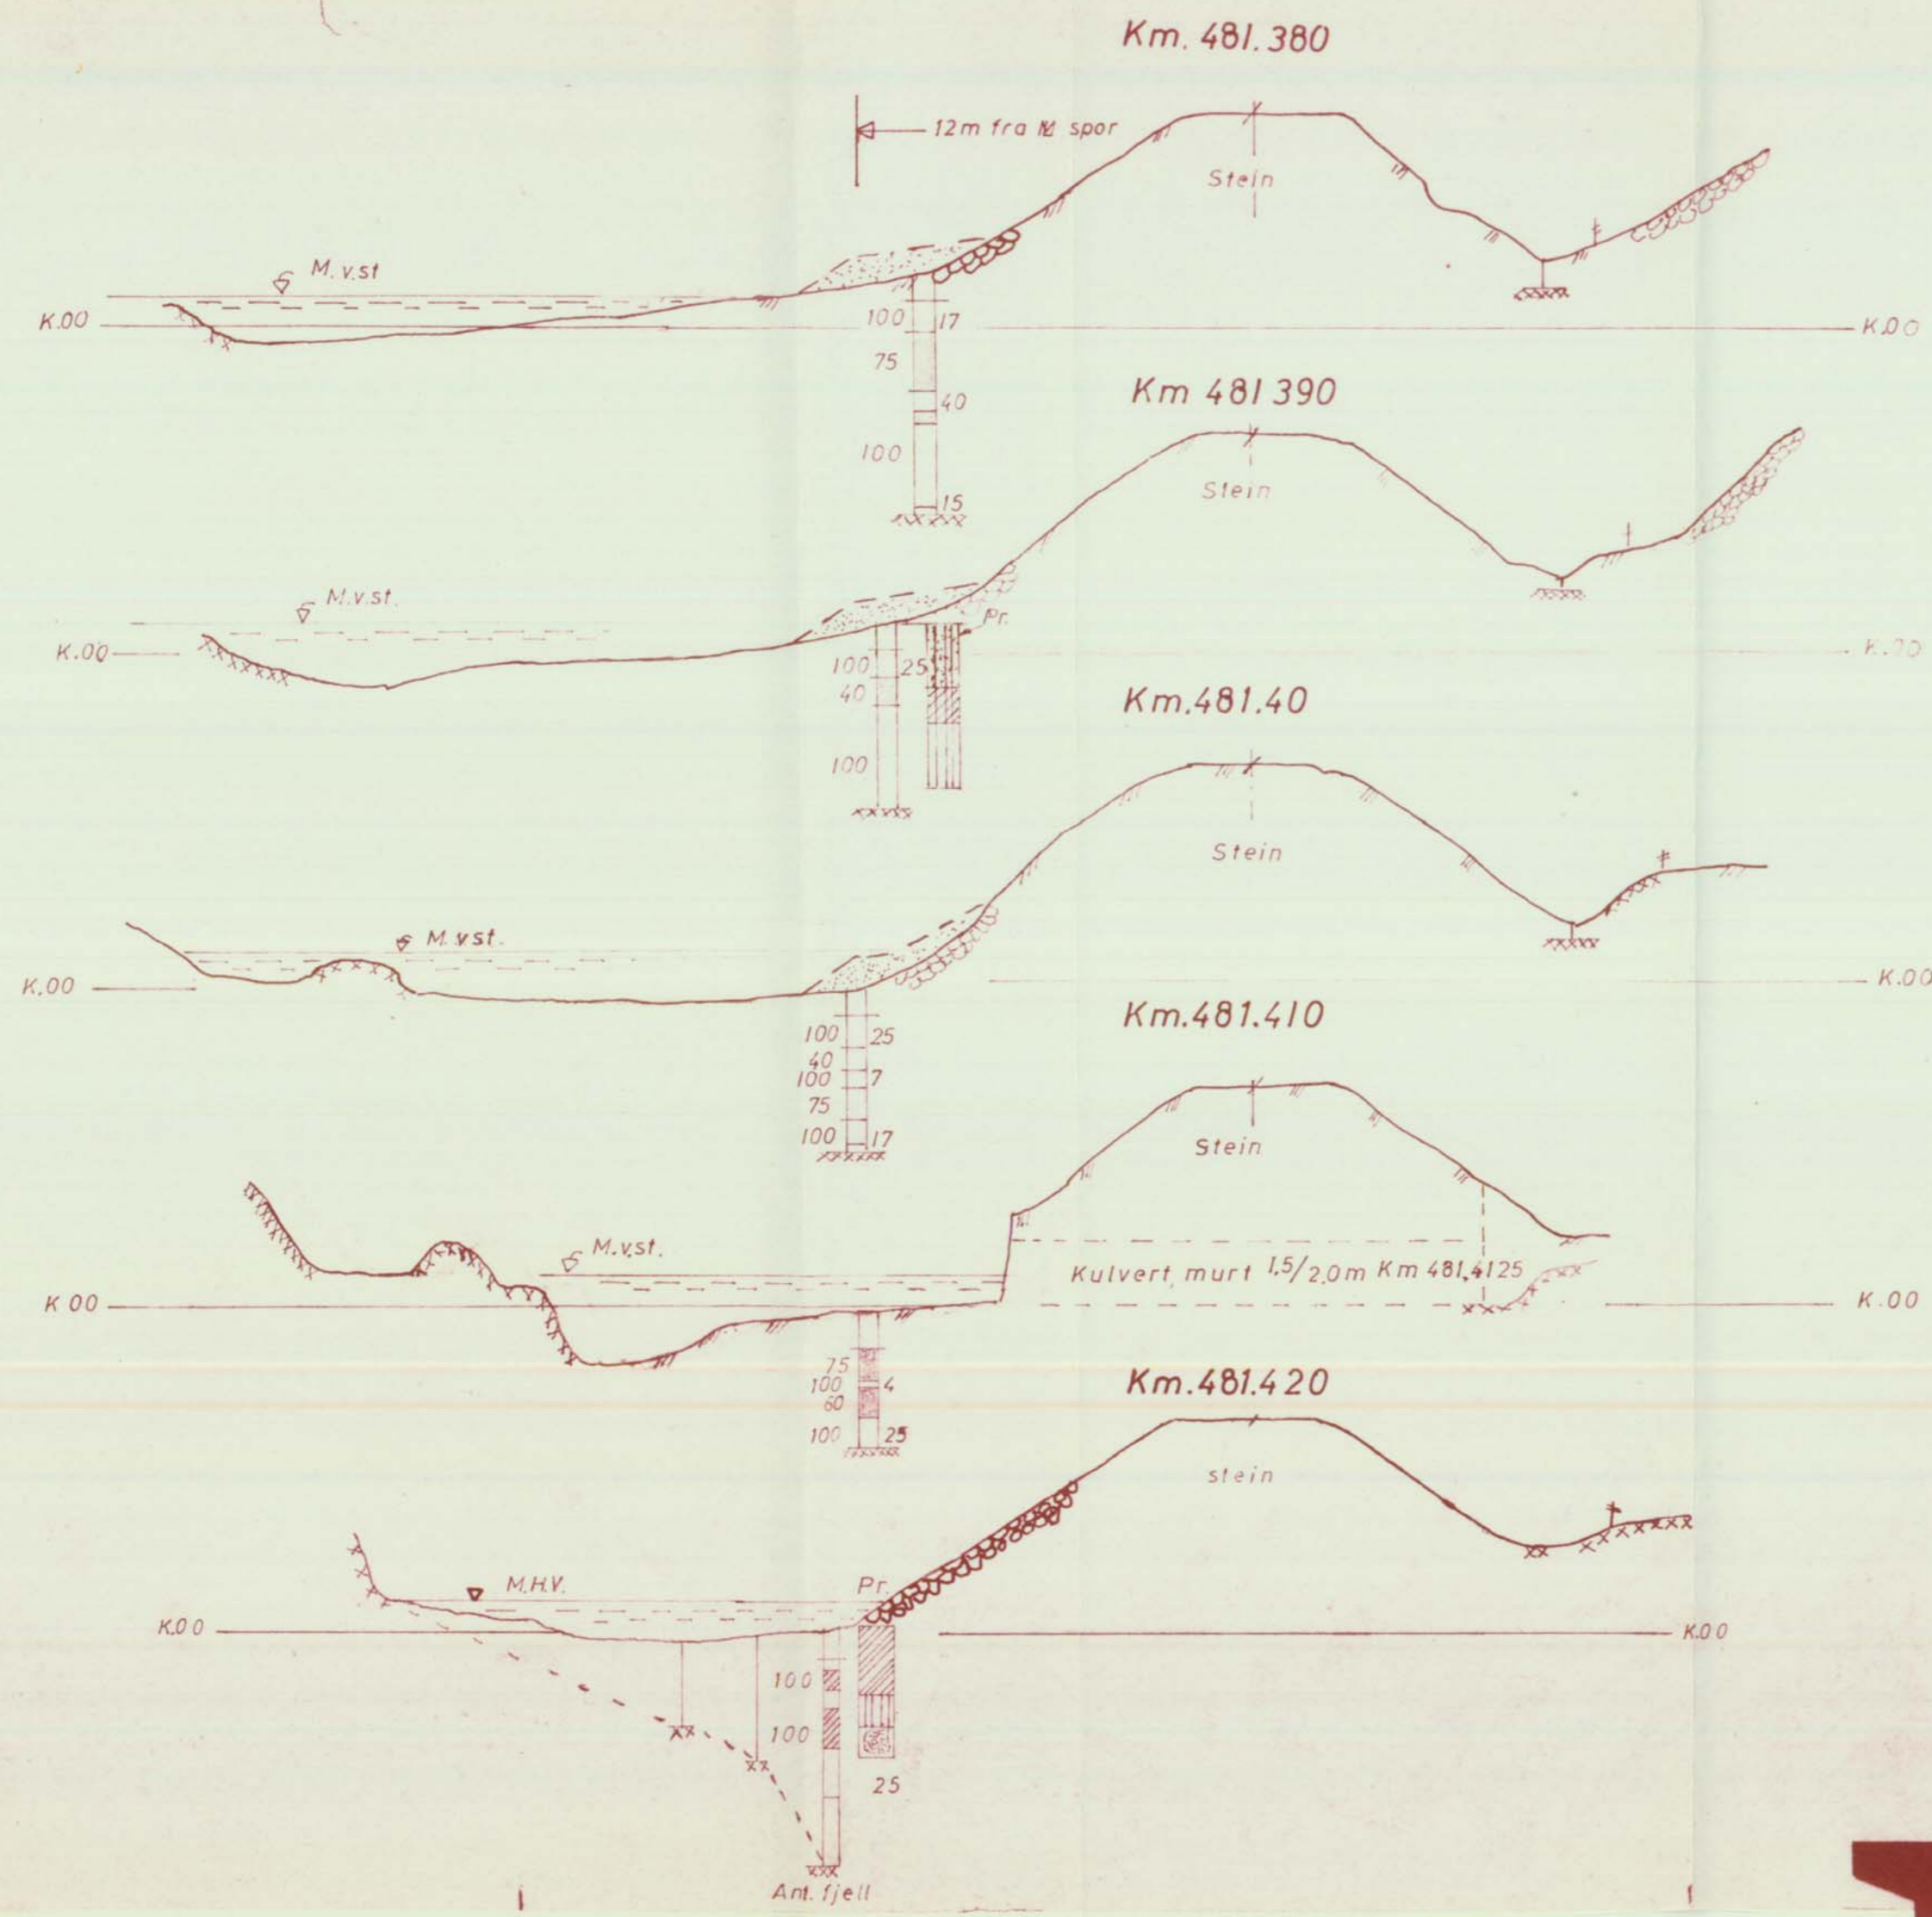 Km. 481.380
12m fra M spor
Stein
M.v.st
K.00
K.00
100 17
75
40
100
15
Km 481 390
Stein
M.v.st.
K.00
K.00
Pr.
100 25
40
100
Km.481.40
Stein
M.v.st.
K.00
K.00
100 25
40
100 7
75
100 17
Km.481.410
Stein
M.v.st.
Kulvert, murt 1,5/2,0m Km 481,4125
K 00
K.00
75
100 4
60
100 25
Km.481.420
stein
M.H.V.
Pr.
K.00
K.00
100
100
25
Ant. fjell